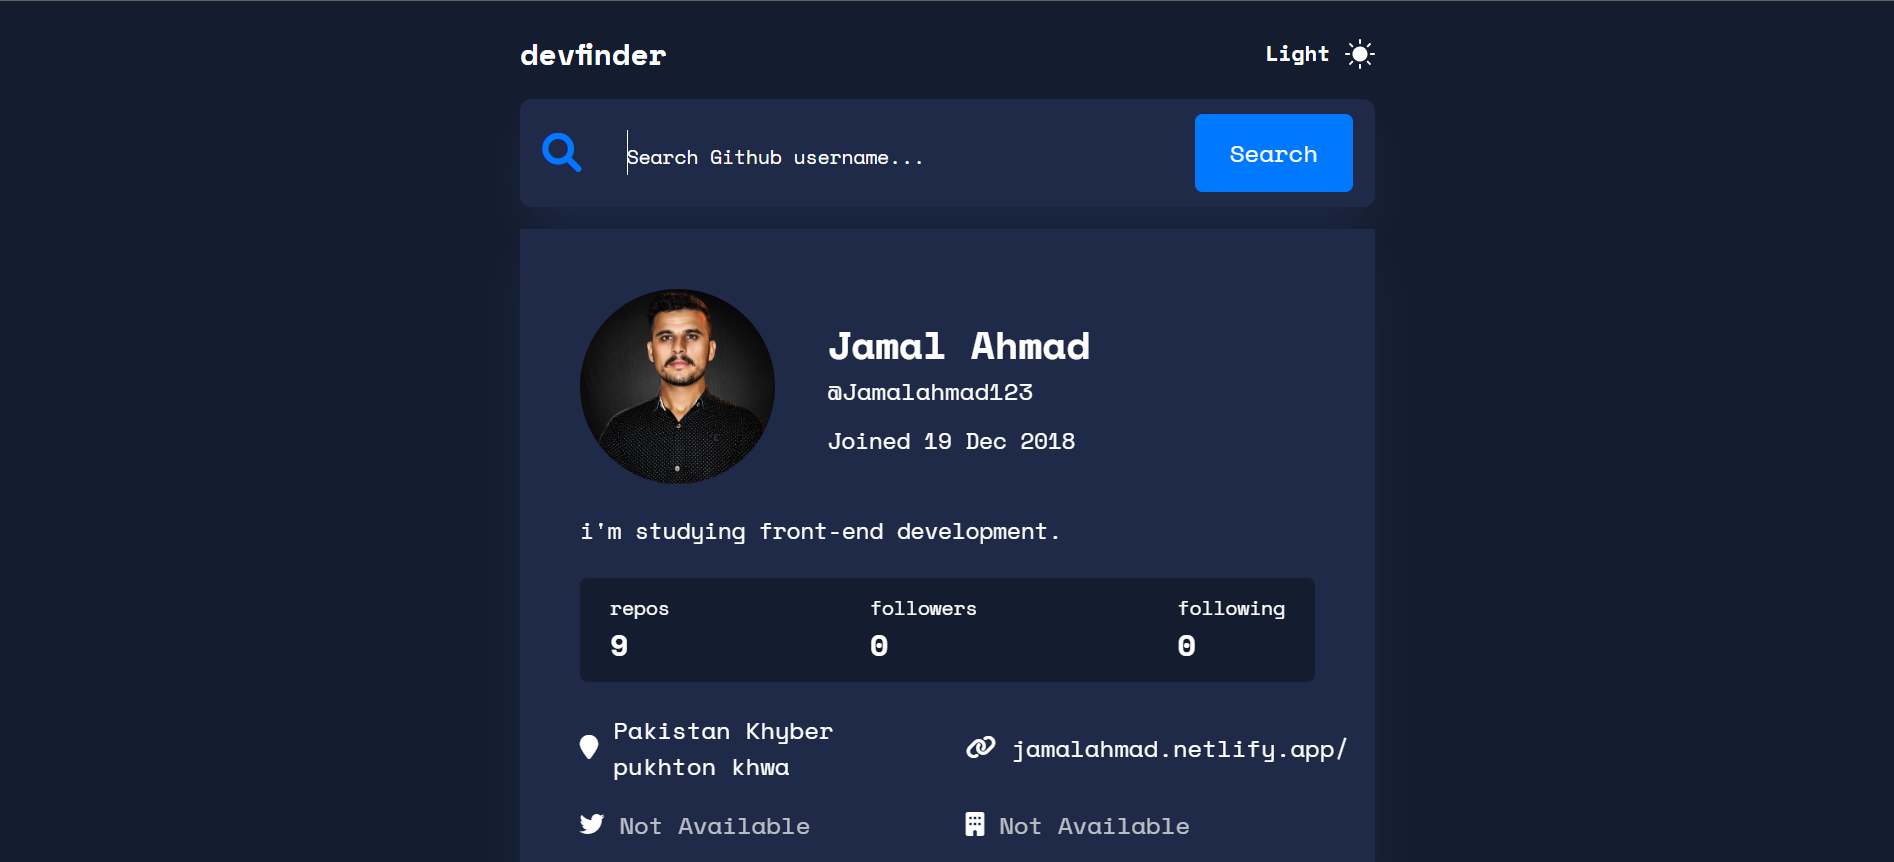 devfinder
Light
Search Github username...
Search
Jamal Ahmad
@Jamalahmad123
Joined 19 Dec 2018
i'm studying front-end development.
repos followers following
9 0 0
Pakistan Khyber
pukhton khwa
jamalahmad.netlify.app/
Not Available
Not Available